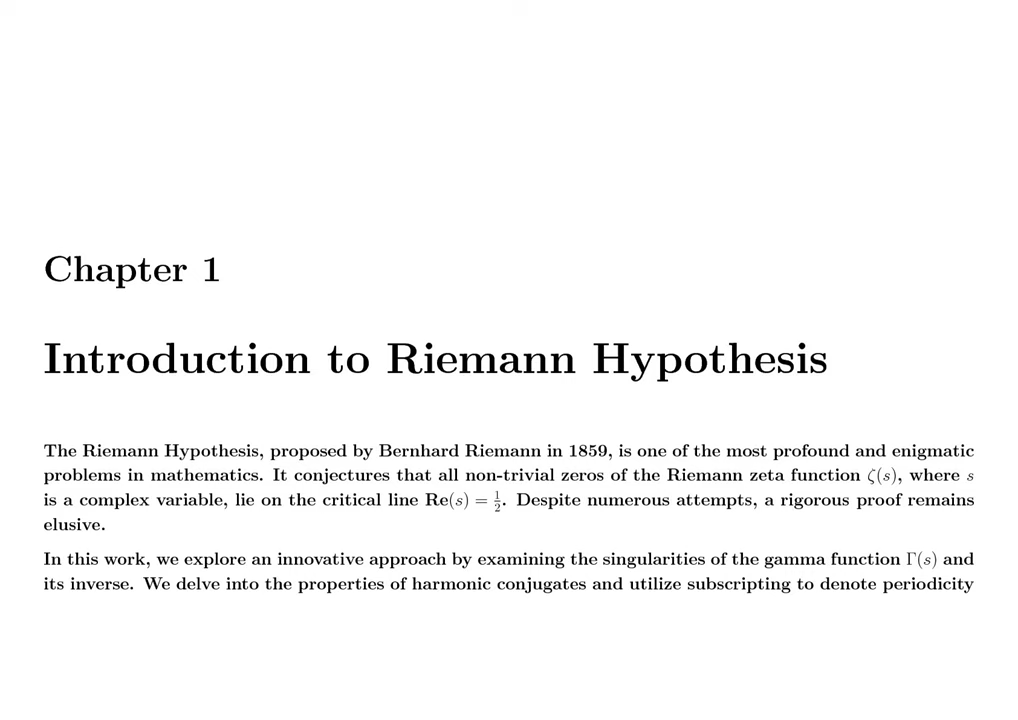 Chapter 1
Introduction to Riemann Hypothesis
The Riemann Hypothesis, proposed by Bernhard Riemann in 1859, is one of the most profound and enigmatic
problems in mathematics. It conjectures that all non-trivial zeros of the Riemann zeta function ζ(s), where s
is a complex variable, lie on the critical line Re(s) = 1/2. Despite numerous attempts, a rigorous proof remains
elusive.
In this work, we explore an innovative approach by examining the singularities of the gamma function Γ(s) and
its inverse. We delve into the properties of harmonic conjugates and utilize subscripting to denote periodicity